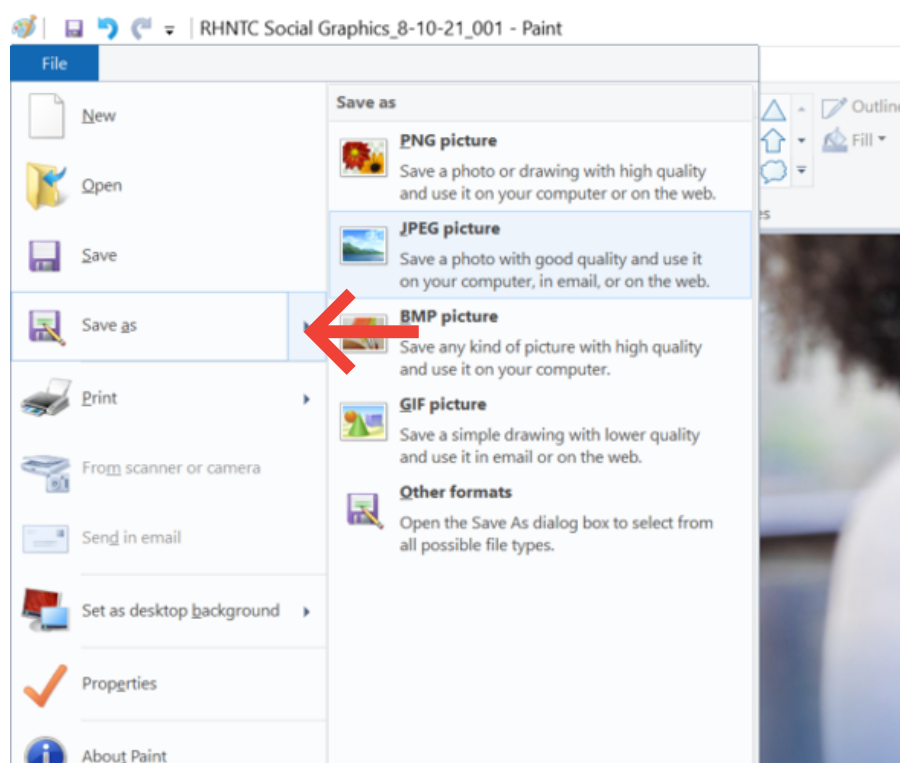 RHNTC Social Graphics_8-10-21_001 - Paint
File
New
Open
Save
Save as
Print
From scanner or camera
Send in email
Set as desktop background
Properties
About Paint
Save as
PNG picture
Save a photo or drawing with high quality
and use it on your computer or on the web.
JPEG picture
Save a photo with good quality and use it
on your computer, in email, or on the web.
BMP picture
Save any kind of picture with high quality
and use it on your computer.
GIF picture
Save a simple drawing with lower quality
and use it in email or on the web.
Other formats
Open the Save As dialog box to select from
all possible file types.
Outline
Fill